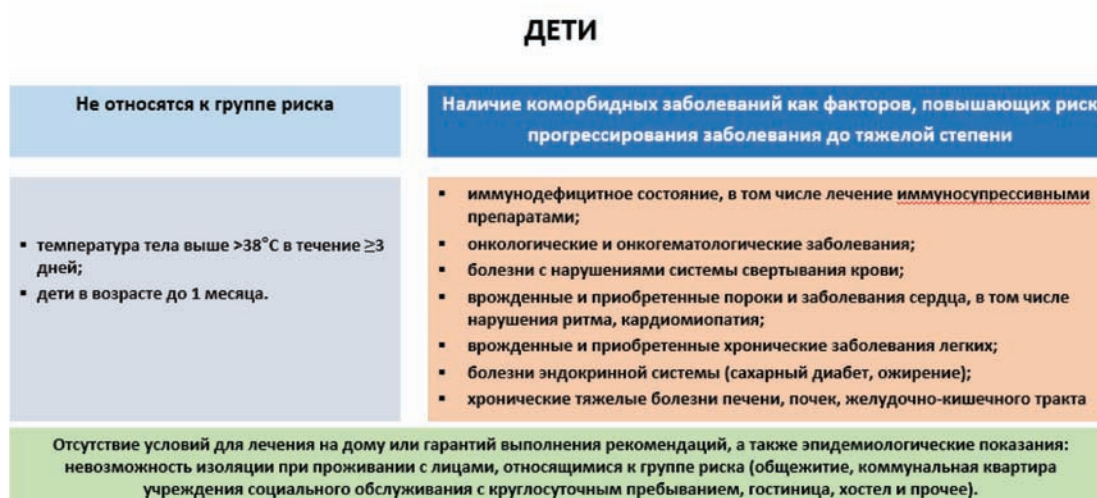 ДЕТИ
Не относятся к группе риска
Наличие коморбидных заболеваний как факторов, повышающих риск
прогрессирования заболевания до тяжелой степени
▪ температура тела выше >38°С в течение ≥3
дней;
▪ дети в возрасте до 1 месяца.
▪ иммунодефицитное состояние, в том числе лечение иммуносупрессивными
препаратами;
▪ онкологические и онкогематологические заболевания;
▪ болезни с нарушениями системы свертывания крови;
▪ врожденные и приобретенные пороки и заболевания сердца, в том числе
нарушения ритма, кардиомиопатия;
▪ врожденные и приобретенные хронические заболевания легких;
▪ болезни эндокринной системы (сахарный диабет, ожирение);
▪ хронические тяжелые болезни печени, почек, желудочно-кишечного тракта
Отсутствие условий для лечения на дому или гарантий выполнения рекомендаций, а также эпидемиологические показания:
невозможность изоляции при проживании с лицами, относящимися к группе риска (общежитие, коммунальная квартира
учреждения социального обслуживания с круглосуточным пребыванием, гостиница, хостел и прочее).